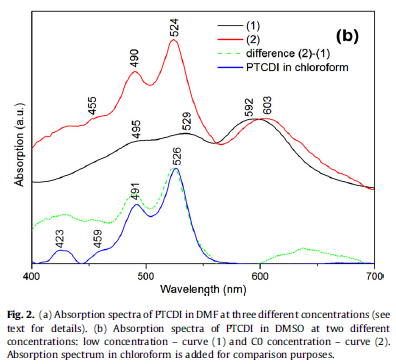 (1)
(2)
difference (2)-(1)
PTCDI in chloroform
(b)
524
490
455
495
529
592
603
526
491
459
423
Absorption (a.u.)
400 500 600 700
Wavelength (nm)
Fig. 2. (a) Absorption spectra of PTCDI in DMF at three different concentrations (see
text for details). (b) Absorption spectra of PTCDI in DMSO at two different
concentrations: low concentration – curve (1) and C0 concentration – curve (2).
Absorption spectrum in chloroform is added for comparison purposes.